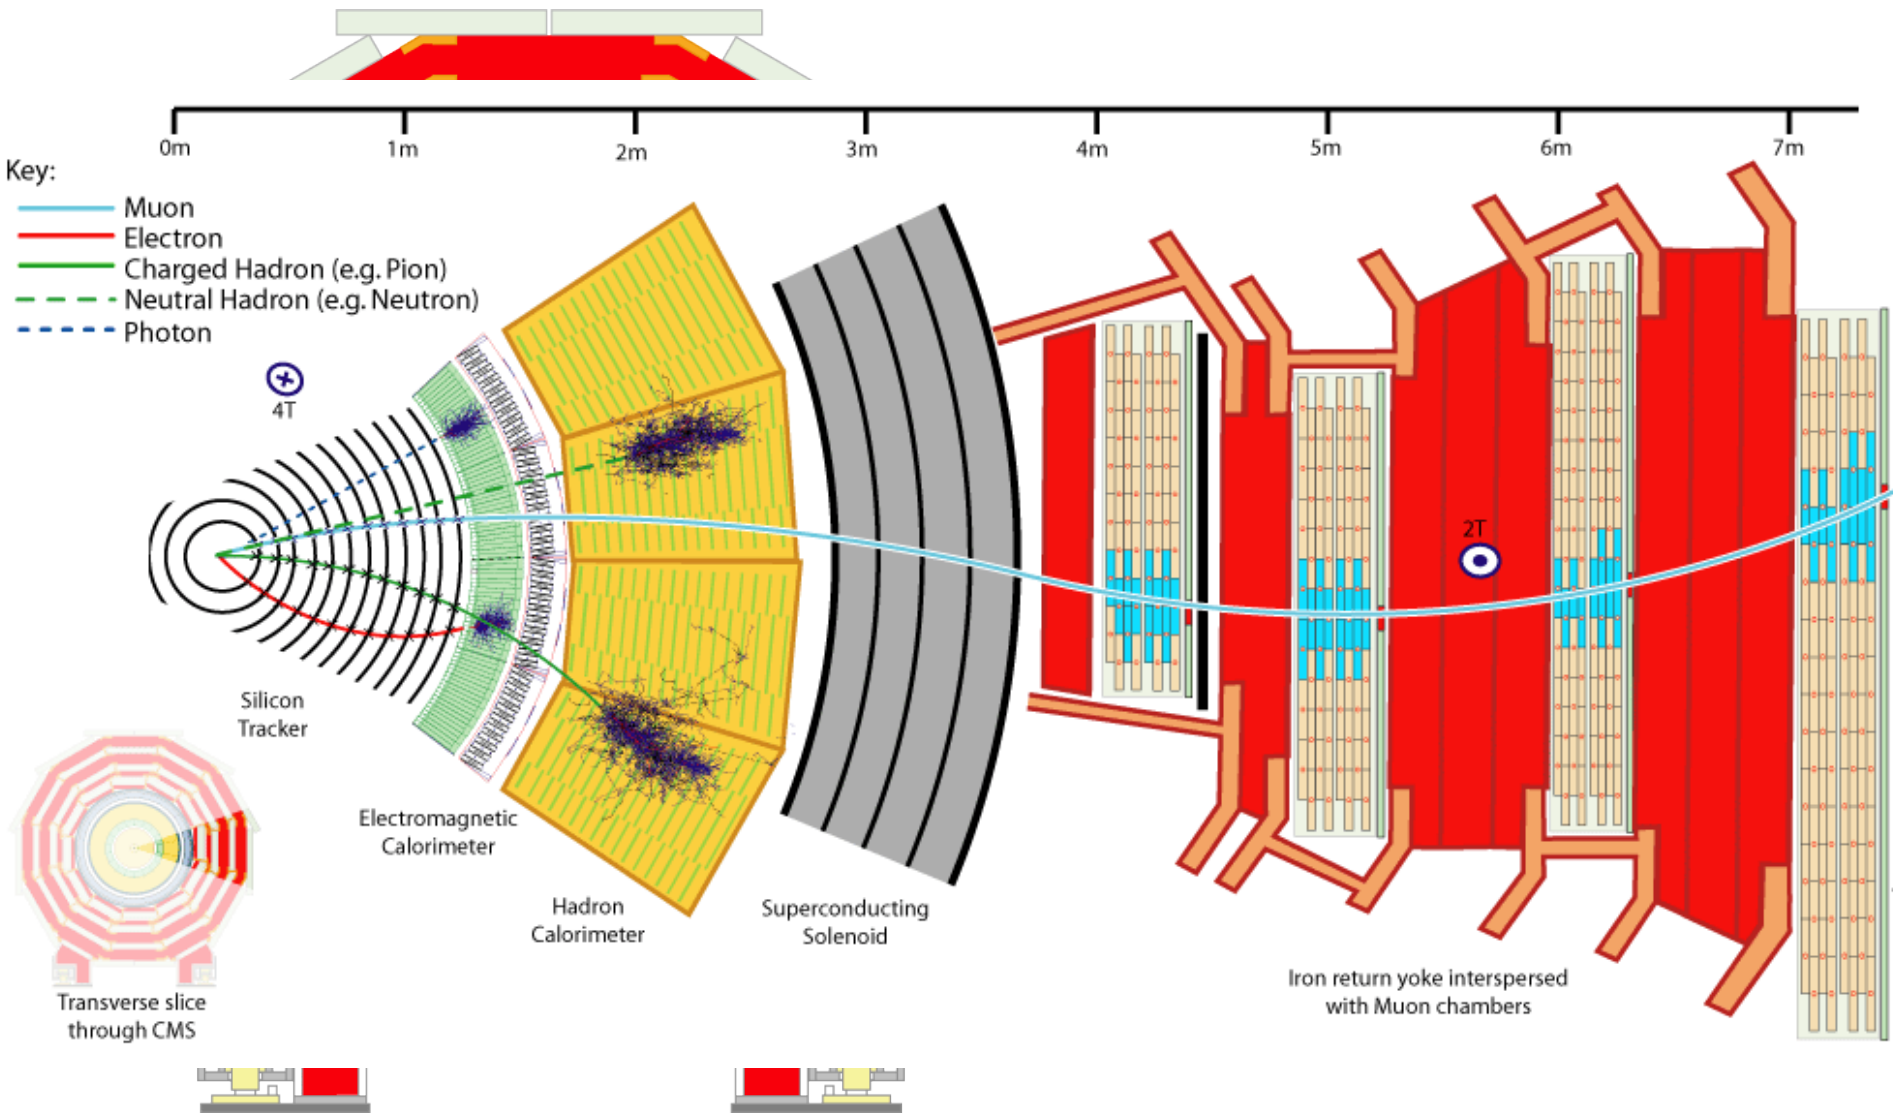 0m
1m
2m
3m
4m
5m
6m
7m
Key:
Muon
Electron
Charged Hadron (e.g. Pion)
Neutral Hadron (e.g. Neutron)
Photon
4T
2T
Silicon
Tracker
Electromagnetic
Calorimeter
Hadron
Calorimeter
Superconducting
Solenoid
Iron return yoke interspersed
with Muon chambers
Transverse slice
through CMS